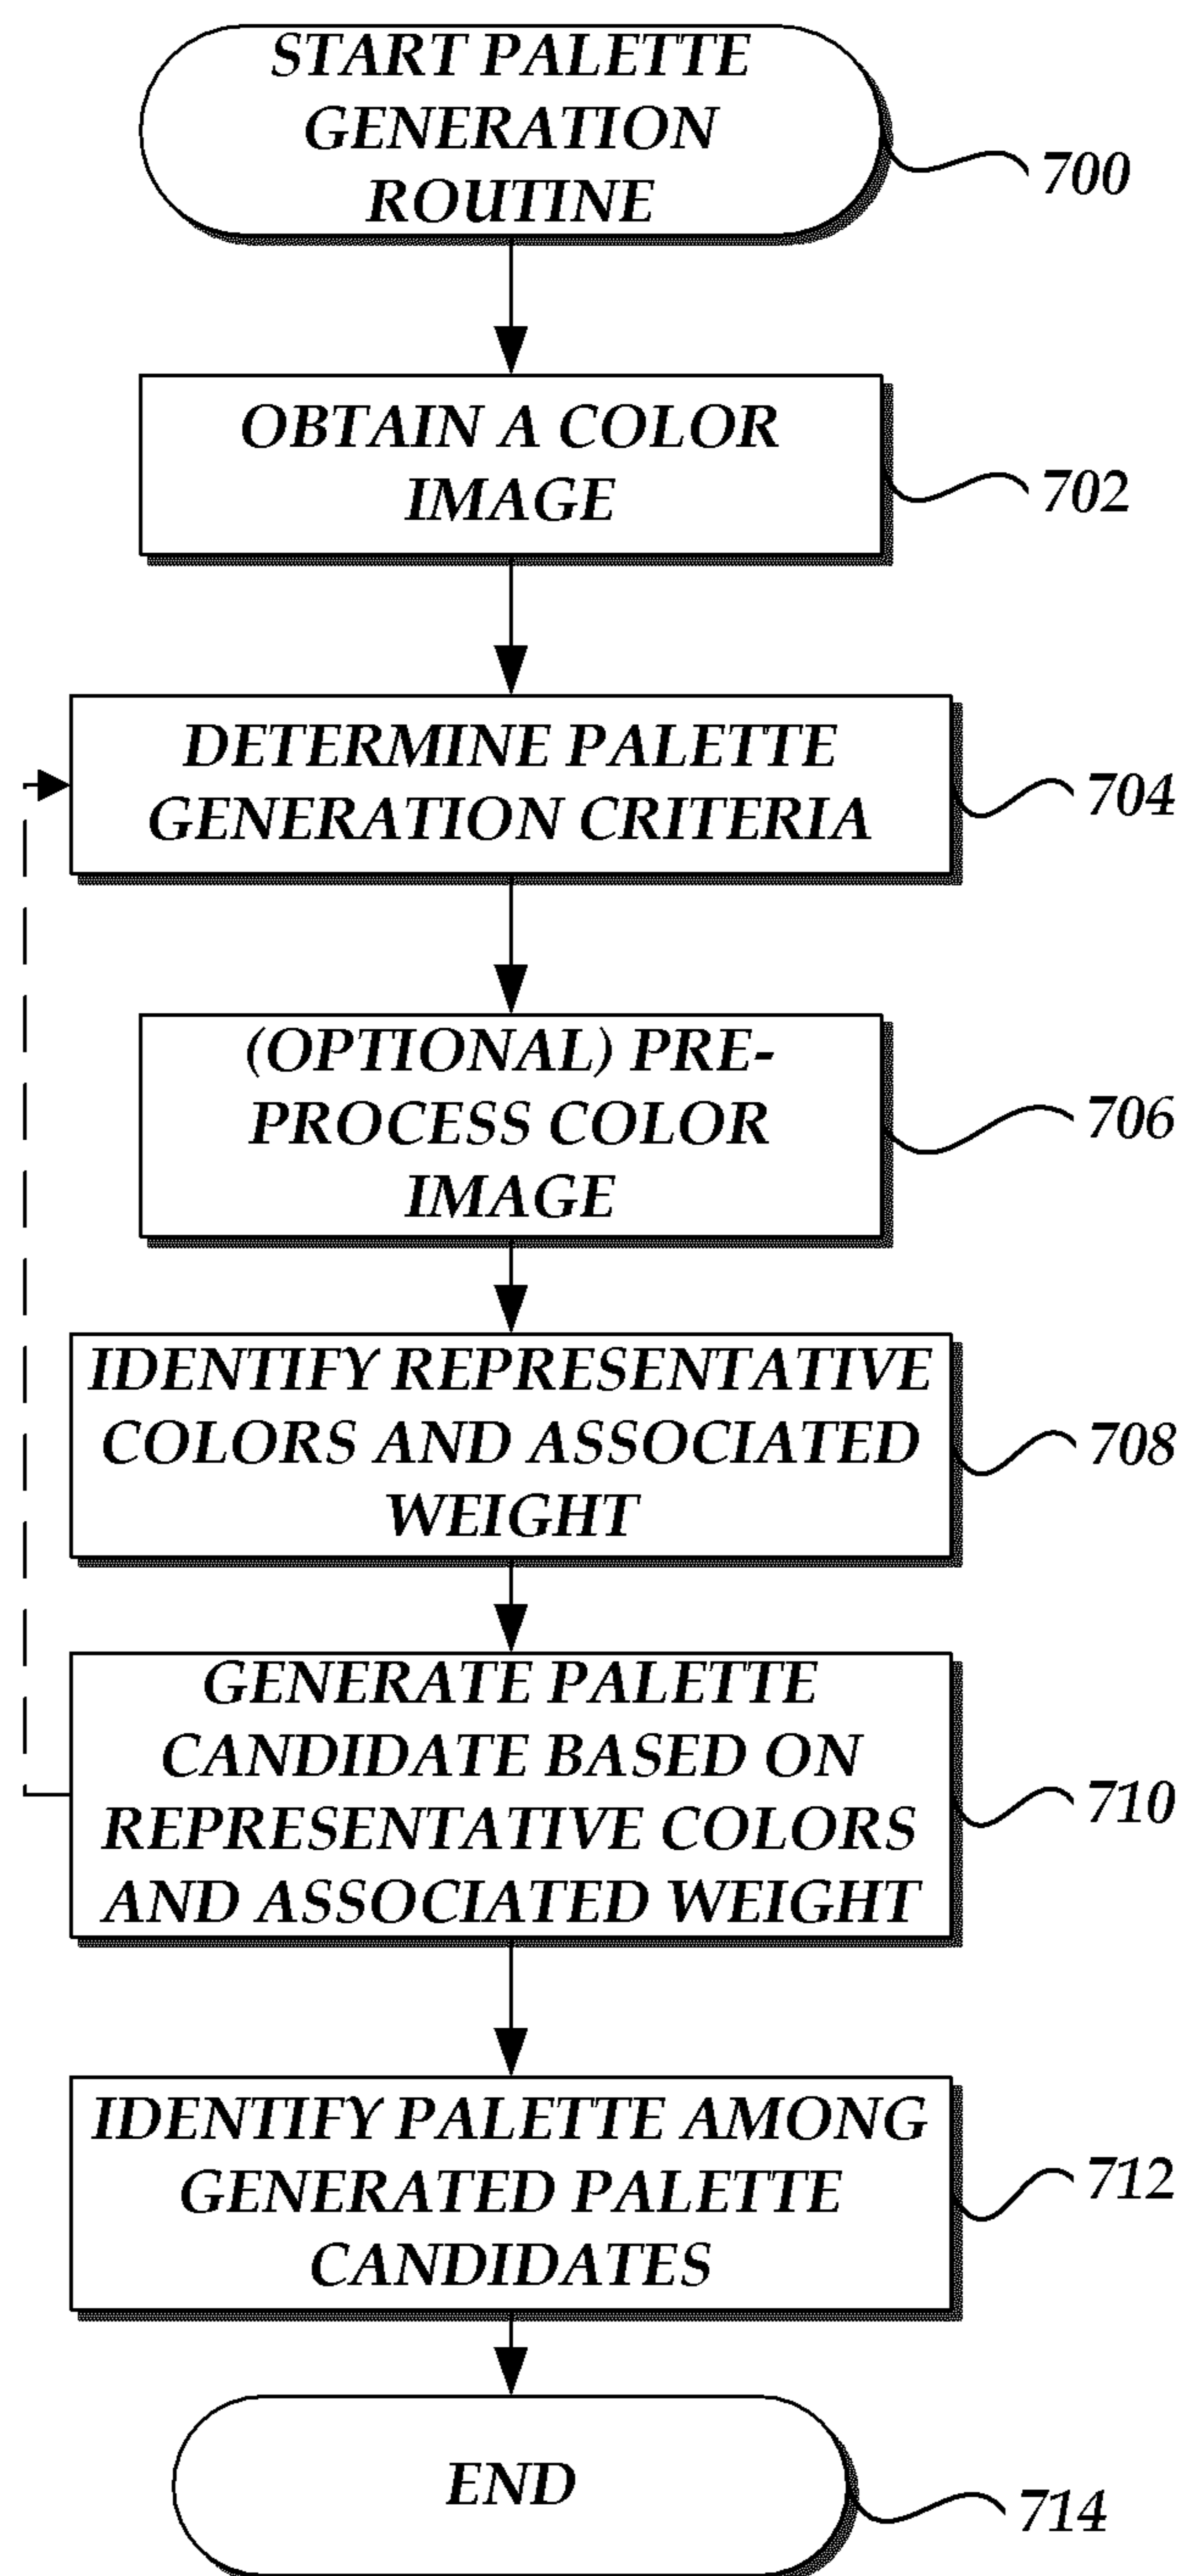 START PALETTE
GENERATION
ROUTINE
700
OBTAIN A COLOR
IMAGE
702
DETERMINE PALETTE
GENERATION CRITERIA
704
(OPTIONAL) PRE-
PROCESS COLOR
IMAGE
706
IDENTIFY REPRESENTATIVE
COLORS AND ASSOCIATED
WEIGHT
708
GENERATE PALETTE
CANDIDATE BASED ON
REPRESENTATIVE COLORS
AND ASSOCIATED WEIGHT
710
IDENTIFY PALETTE AMONG
GENERATED PALETTE
CANDIDATES
712
END
714